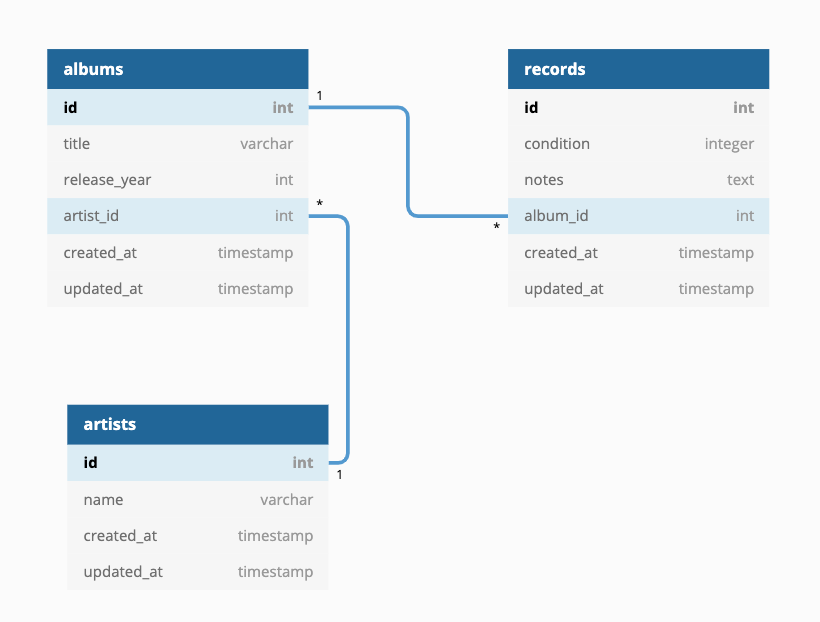 albums
id int
title varchar
release_year int
artist_id int
created_at timestamp
updated_at timestamp
1
*
*
records
id int
condition integer
notes text
album_id int
created_at timestamp
updated_at timestamp
artists
id int
name varchar
created_at timestamp
updated_at timestamp
1